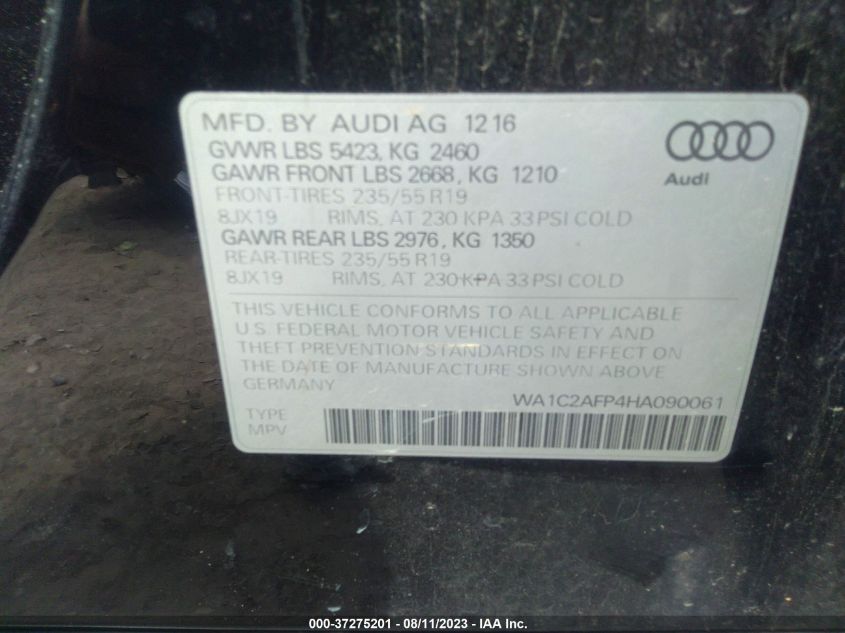 MFD. BY AUDI AG 12 16
GVWR LBS 5423, KG 2460
GAWR FRONT LBS 2668, KG 1210
FRONT-TIRES 235/55 R19
8JX19 RIMS, AT 230 KPA 33 PSI COLD
GAWR REAR LBS 2976, KG 1350
REAR-TIRES 235/55 R19
8JX19 RIMS, AT 230 KPA 33 PSI COLD
Audi
THIS VEHICLE CONFORMS TO ALL APPLICABLE
U.S. FEDERAL MOTOR VEHICLE SAFETY AND
THEFT PREVENTION STANDARDS IN EFFECT ON
THE DATE OF MANUFACTURE SHOWN ABOVE
GERMANY
WA1C2AFP4HA090061
TYPE
MPV
000-37275201 - 08/11/2023 - IAA Inc.